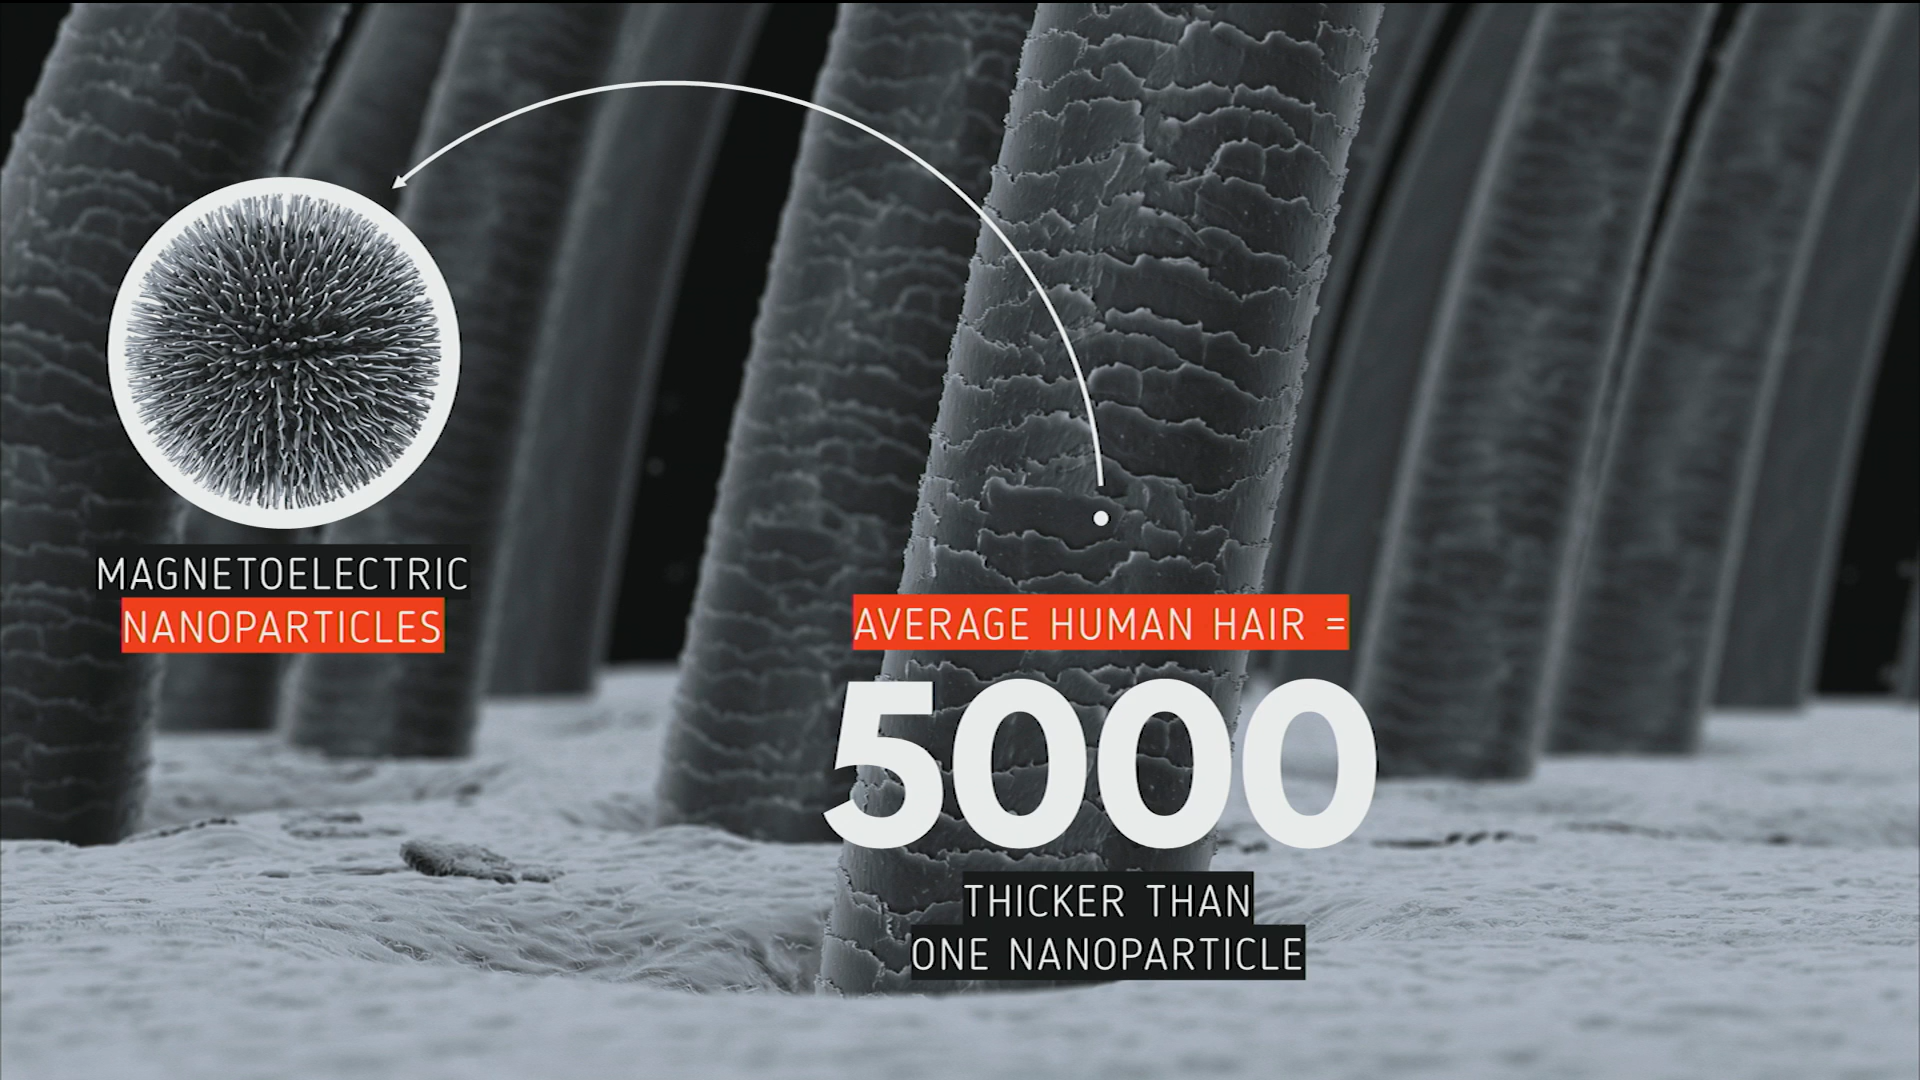 MAGNETOELECTRIC
NANOPARTICLES
AVERAGE HUMAN HAIR =
5000
THICKER THAN
ONE NANOPARTICLE